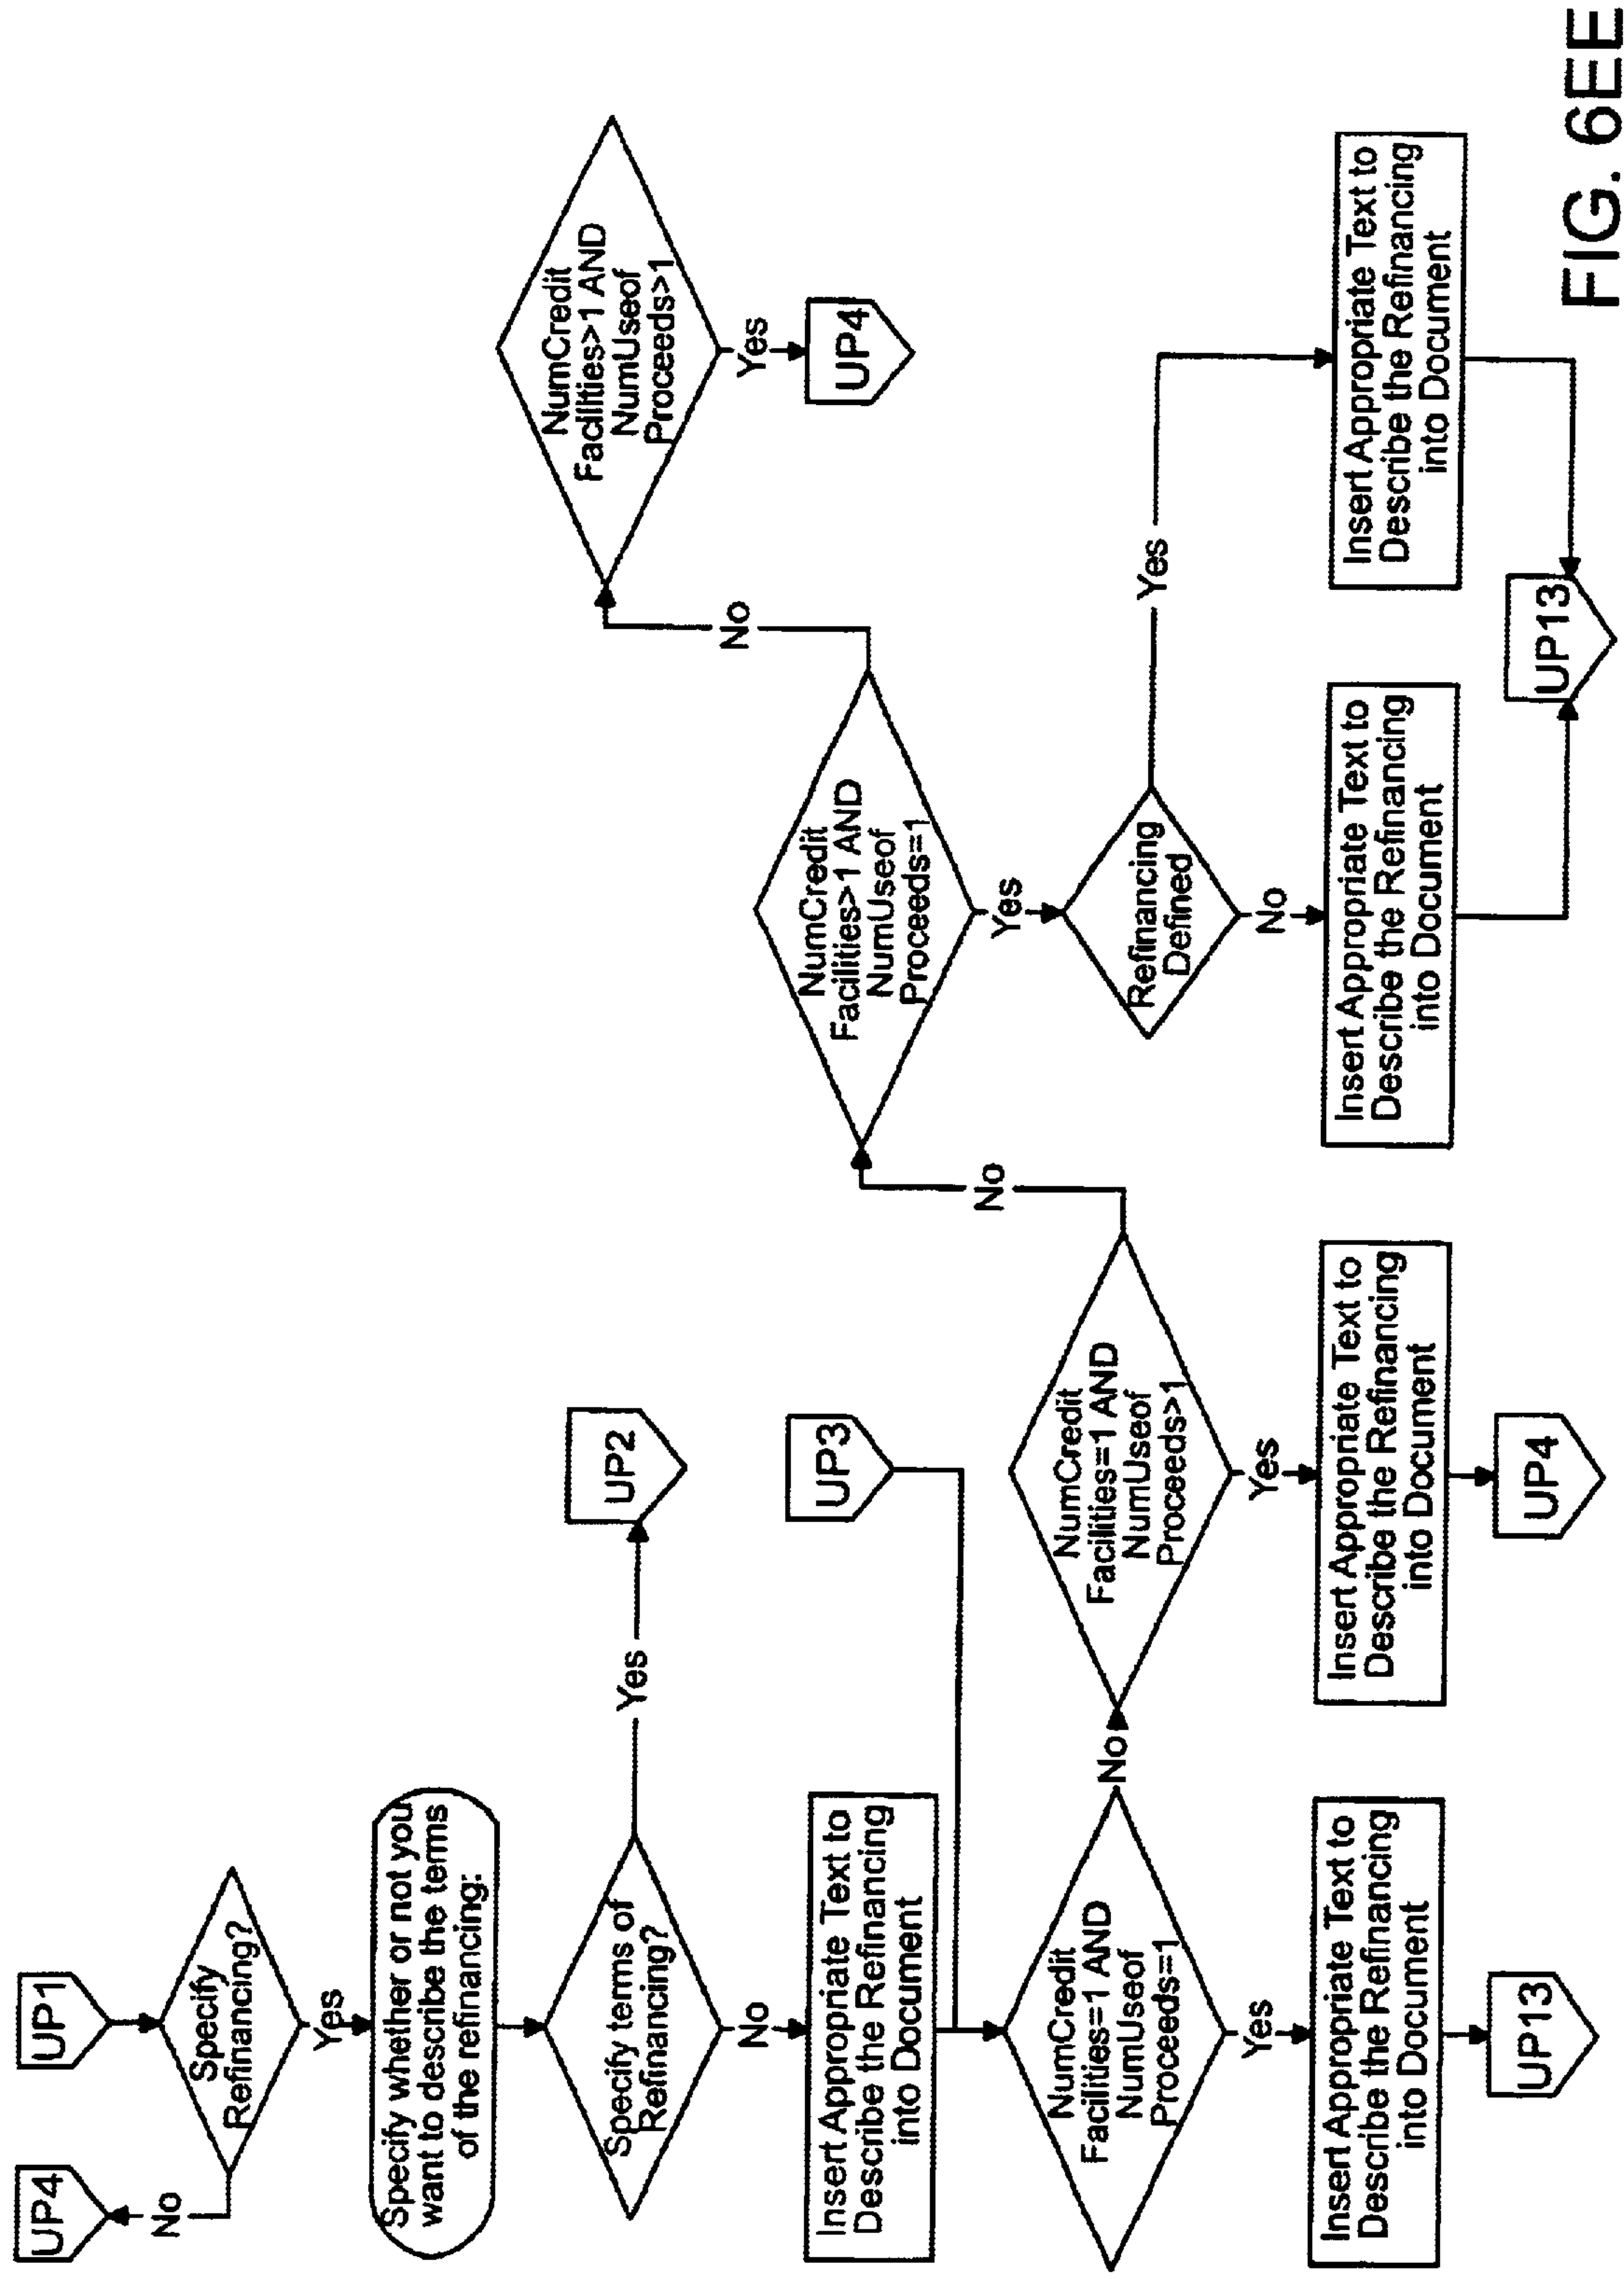 UP4
UP1
No
Specify
Refinancing?
Yes
Specify whether or not you
want to describe the terms
of the refinancing:
Specify terms of
Refinancing?
Yes
UP2
No
Insert Appropriate Text to
Describe the Refinancing
into Document
UP3
NumCredit
Facilities=1 AND
NumUseof
Proceeds=1
No
NumCredit
Facilities=1 AND
NumUseof
Proceeds>1
No
NumCredit
Facilities>1 AND
NumUseof
Proceeds=1
No
NumCredit
Facilities>1 AND
NumUseof
Proceeds>1
Yes
UP4
Yes
Refinancing
Defined
Yes
No
Yes
Insert Appropriate Text to
Describe the Refinancing
into Document
UP13
Yes
Insert Appropriate Text to
Describe the Refinancing
into Document
UP4
Insert Appropriate Text to
Describe the Refinancing
into Document
Insert Appropriate Text to
Describe the Refinancing
into Document
UP13
FIG. 6EE